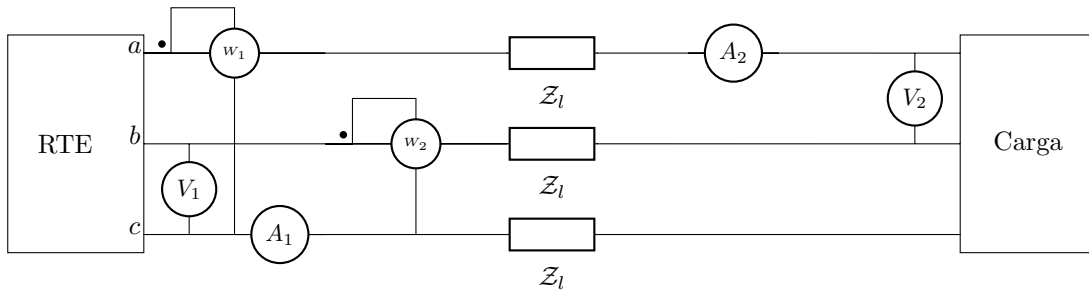 a
W₁
A₂
𝒵ₗ
V₂
RTE
b
W₂
Carga
𝒵ₗ
V₁
c
A₁
𝒵ₗ